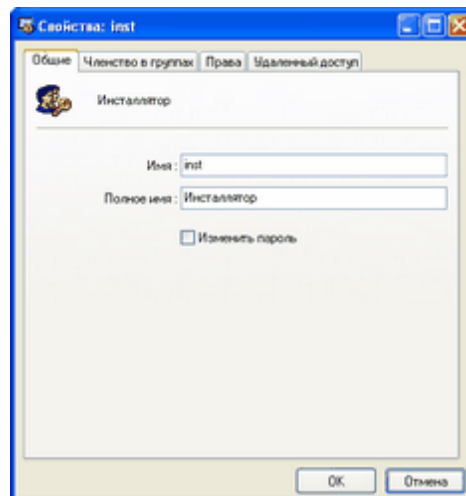 Свойства: inst
Общие Членство в группах Права Удаленный доступ
Инсталлятор
Имя : inst
Полное имя : Инсталлятор
Изменить пароль
OK Отмена